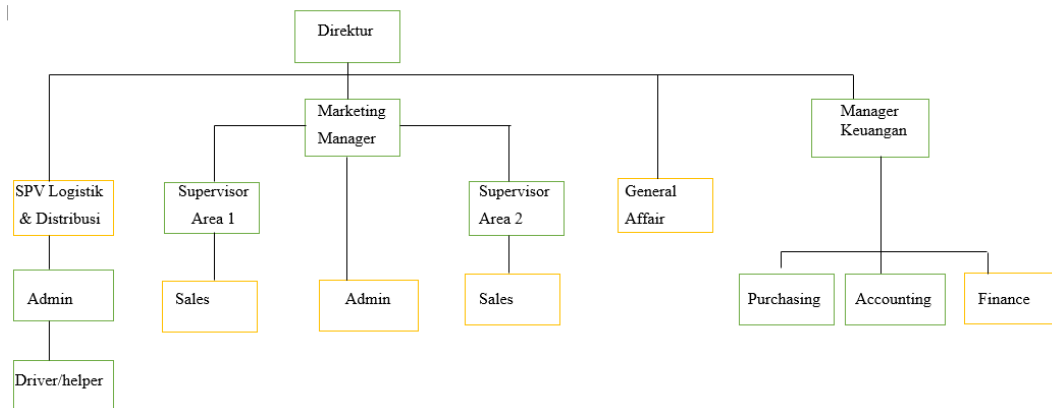 Direktur
Marketing
Manager
Manager
Keuangan
SPV Logistik
& Distribusi
Supervisor
Area 1
Supervisor
Area 2
General
Affair
Admin
Sales
Admin
Sales
Purchasing
Accounting
Finance
Driver/helper